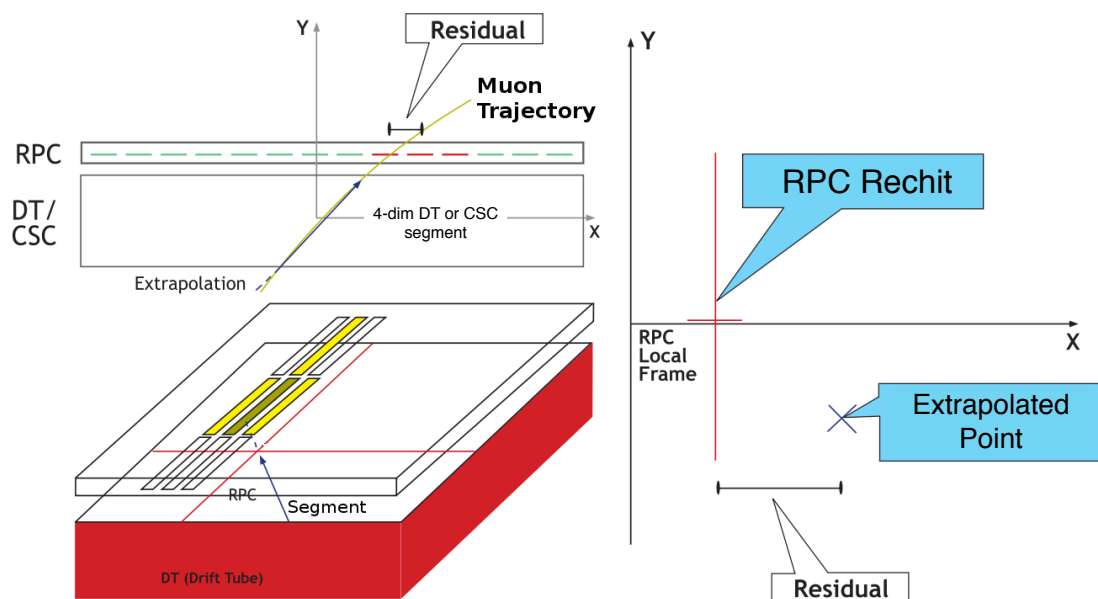 Y
Residual
Muon
Trajectory
RPC
DT/
CSC
4-dim DT or CSC
segment
X
Extrapolation
RPC
Segment
DT (Drift Tube)
Y
RPC Rechit
RPC
Local
Frame
X
Extrapolated
Point
Residual